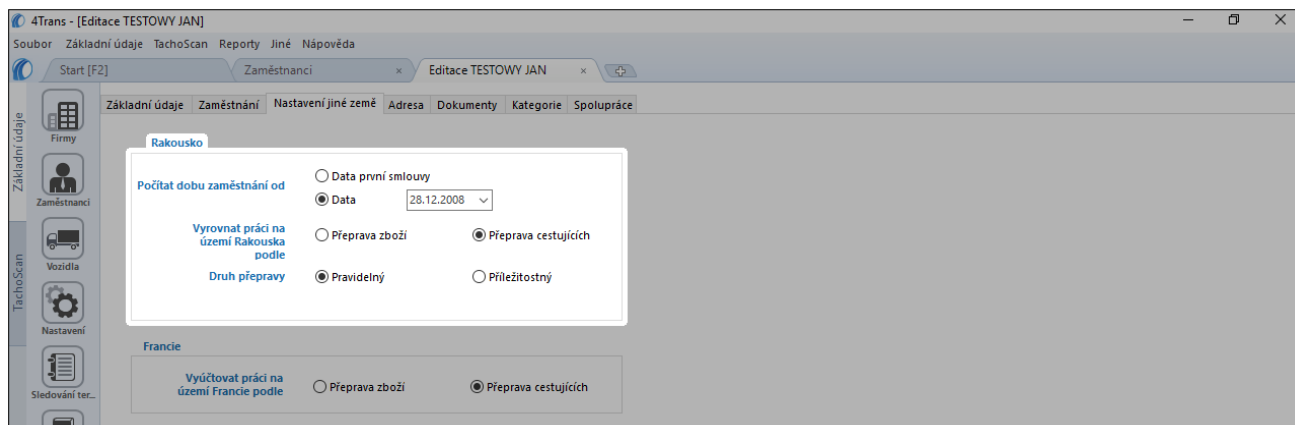 4Trans - [Editace TESTOWY JAN]
Soubor Základní údaje TachoScan Reporty Jiné Nápověda
Start [F2] Zaměstnanci × Editace TESTOWY JAN ×
Základní údaje Zaměstnání Nastavení jiné země Adresa Dokumenty Kategorie Spolupráce
Základní údaje
TachoScan
Firmy
Zaměstnanci
Vozidla
Nastavení
Sledování ter...
Rakousko
Počítat dobu zaměstnání od
Data první smlouvy
Data 28.12.2008
Vyrovnat práci na
území Rakouska
podle
Přeprava zboží Přeprava cestujících
Druh přepravy Pravidelný Příležitostný
Francie
Vyúčtovat práci na
území Francie podle
Přeprava zboží Přeprava cestujících